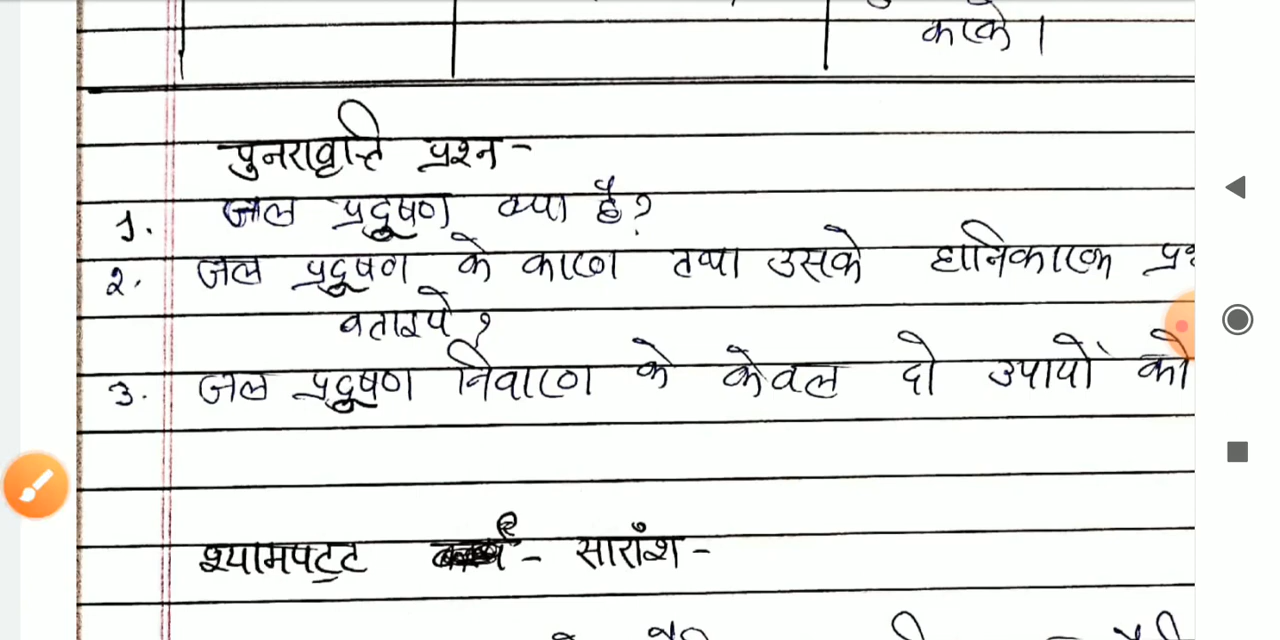 करके।
पुनरावृत्ति प्रश्न-
1. जल प्रदूषण क्या है?
2. जल प्रदूषण के कारण तथा उसके हानिकारक
बताइये?
3. जल प्रदूषण निवारण के केवल दो उपायों को
श्यामपट्ट - सारांश-